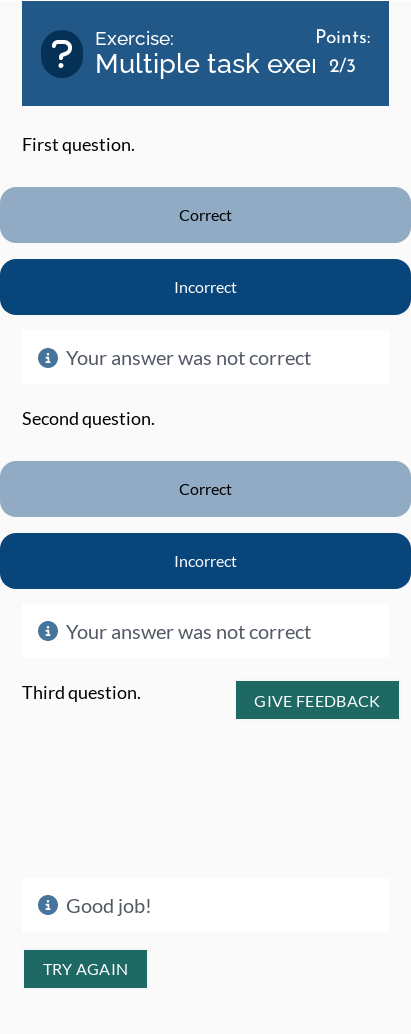 Exercise:
Points:
Multiple task exer
2/3
First question.
Correct
Incorrect
Your answer was not correct
Second question.
Correct
Incorrect
Your answer was not correct
Third question.
GIVE FEEDBACK
Good job!
TRY AGAIN